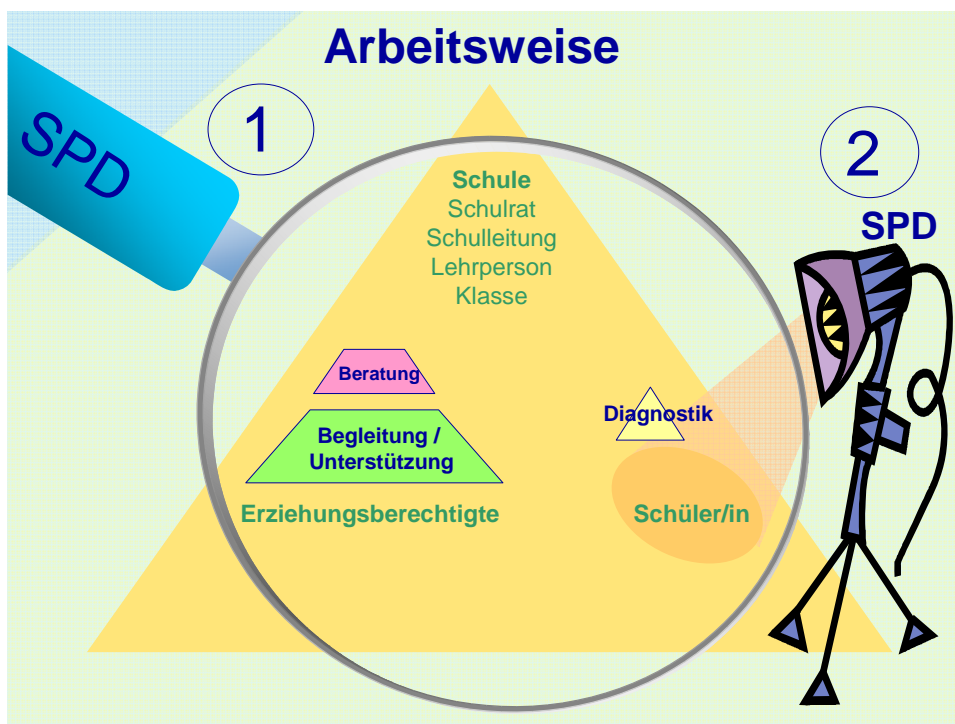 Arbeitsweise
SPD
1
2
SPD
Schule
Schulrat
Schulleitung
Lehrperson
Klasse
Beratung
Begleitung /
Unterstützung
Diagnostik
Erziehungsberechtigte
Schüler/in